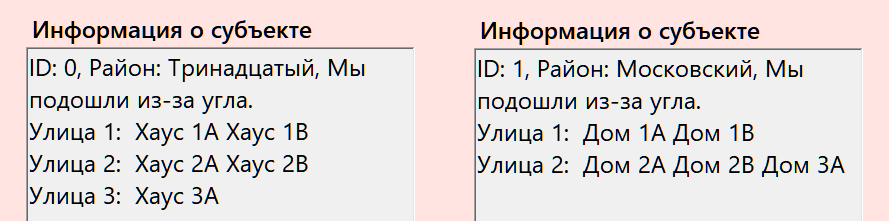 Информация о субъекте
ID: 0, Район: Тринадцатый, Мы
подошли из-за угла.
Улица 1:  Хаус 1А Хаус 1В
Улица 2:  Хаус 2А Хаус 2В
Улица 3:  Хаус 3А
Информация о субъекте
ID: 1, Район: Московский, Мы
подошли из-за угла.
Улица 1:  Дом 1А Дом 1В
Улица 2:  Дом 2А Дом 2В Дом 3А